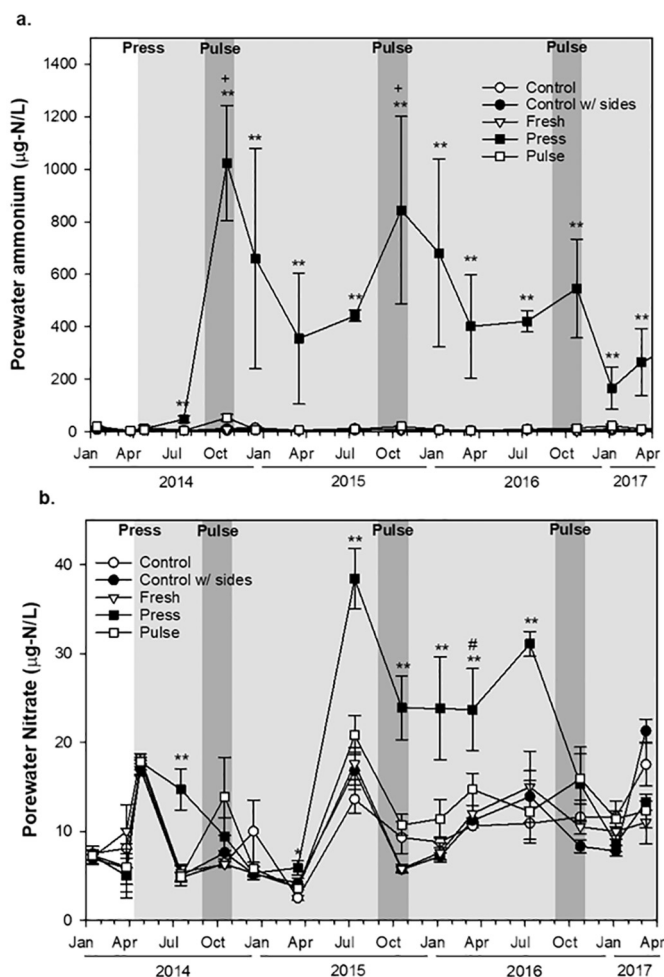 a.
Press Pulse Pulse Pulse
Porewater ammonium (µg-N/L)
1400
1200
1000
800
600
400
200
0
Control
Control w/ sides
Fresh
Press
Pulse
+ +
** ** ** ** ** ** ** ** ** ** ** ** **
Jan Apr Jul Oct Jan Apr Jul Oct Jan Apr Jul Oct Jan Apr
2014 2015 2016 2017
b.
Press Pulse Pulse Pulse
Porewater Nitrate (µg-N/L)
40
30
20
10
0
Control
Control w/ sides
Fresh
Press
Pulse
#
** * ** ** ** ** **
Jan Apr Jul Oct Jan Apr Jul Oct Jan Apr Jul Oct Jan Apr
2014 2015 2016 2017